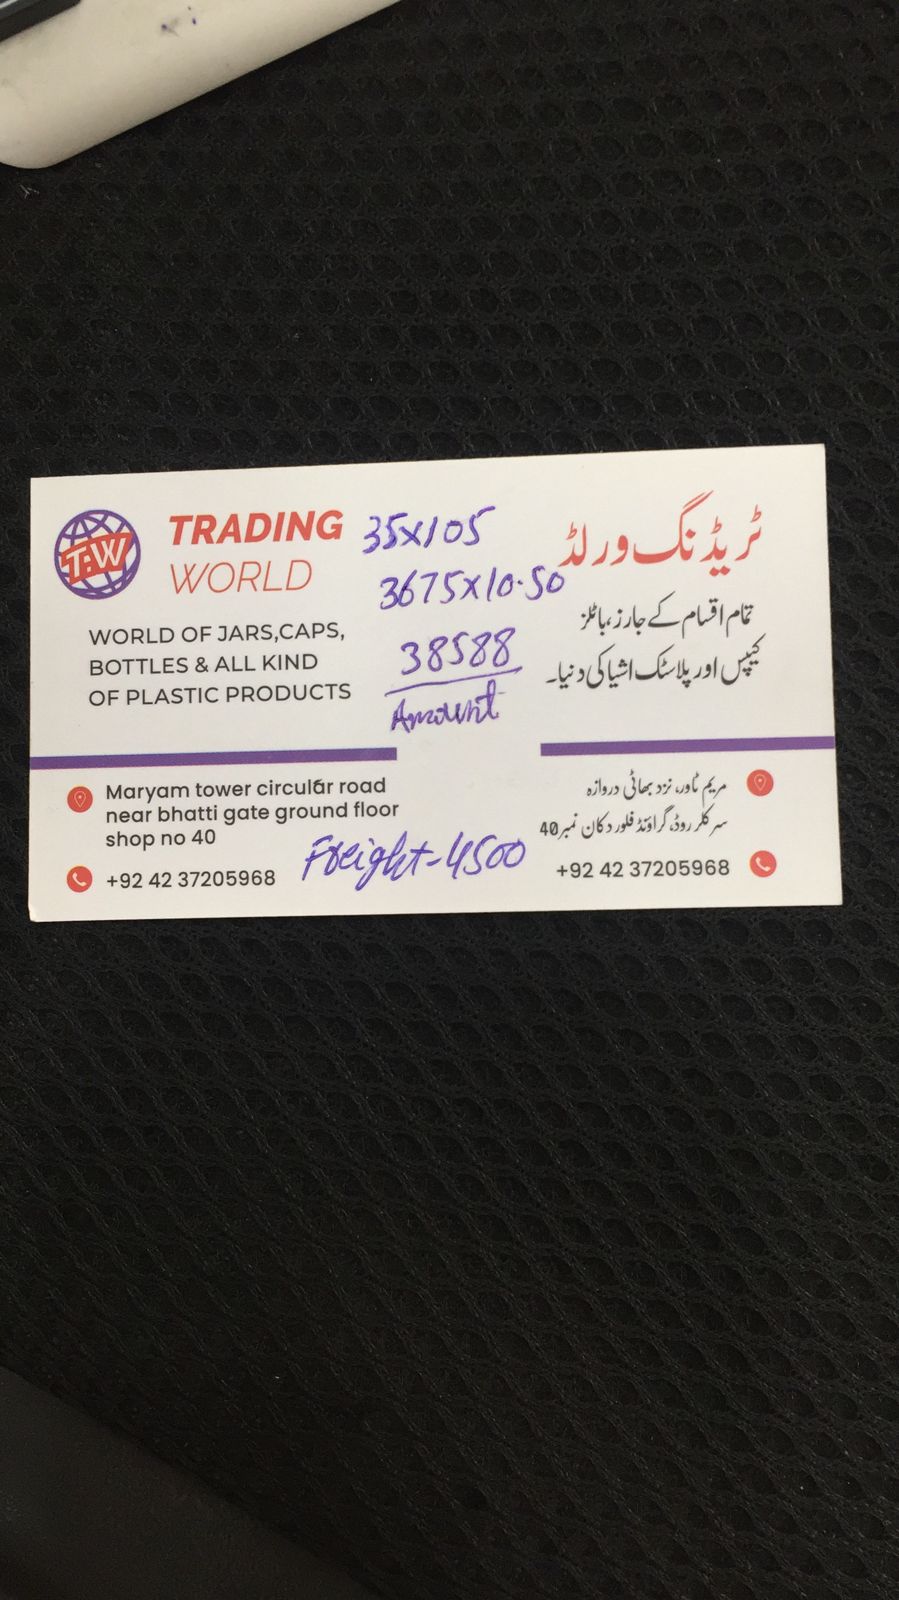 T.W
TRADING
WORLD
WORLD OF JARS,CAPS,
BOTTLES & ALL KIND
OF PLASTIC PRODUCTS
35x105
3675x10.50
38588
Amount
ٹریڈنگ ورلڈ
تمام اقسام کے جارز، باٹلز
کیپس اور پلاسٹک اشیا کی دنیا۔
Maryam tower circular road
near bhatti gate ground floor
shop no 40
+92 42 37205968
Freight-4500
مریم ٹاور، نزد بھاٹی دروازہ
سرکلر روڈ، گراؤنڈ فلور دکان نمبر 40
+92 42 37205968